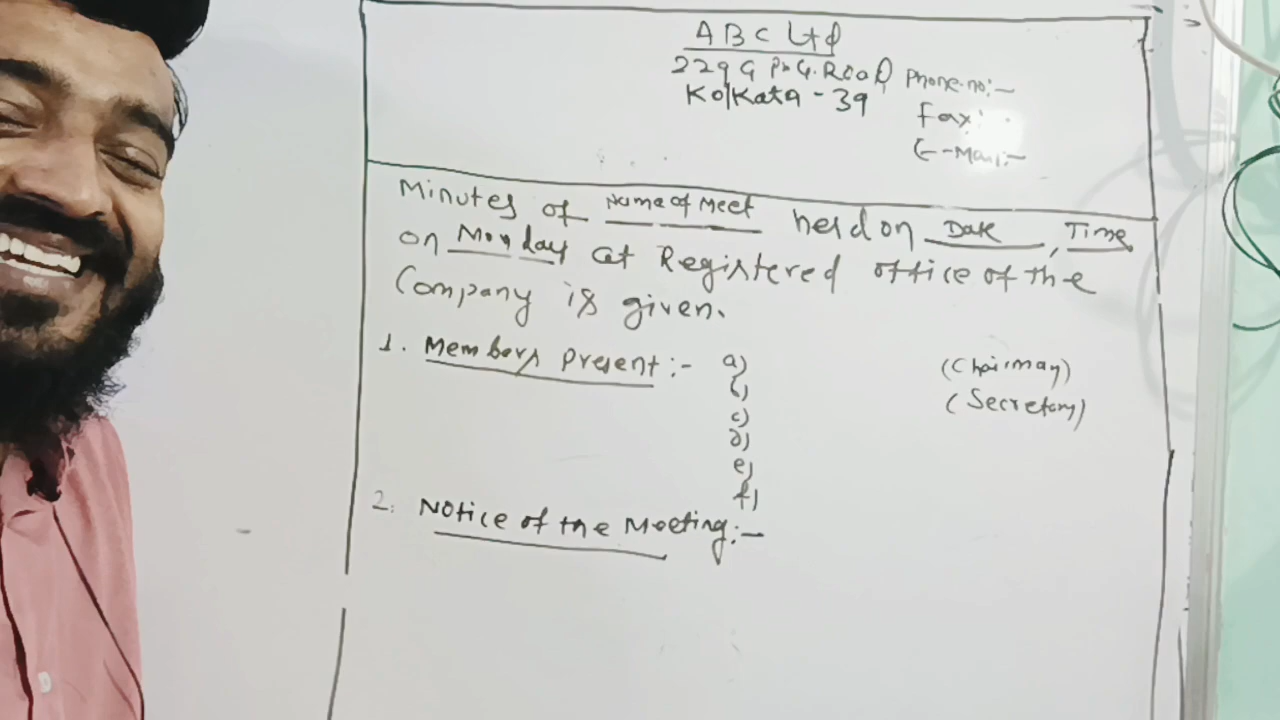 ABC Ltd
229 G P.G. Road
Kolkata - 39
Phone.no:-
Fax:
E-Mail:-
Minutes of Name of Meet held on Date, Time
on Monday at Registered office of the
Company is given.
1. Members Present:- a) (Chairman)
b) (Secretary)
c)
d)
e)
f)
2. Notice of the Meeting:-